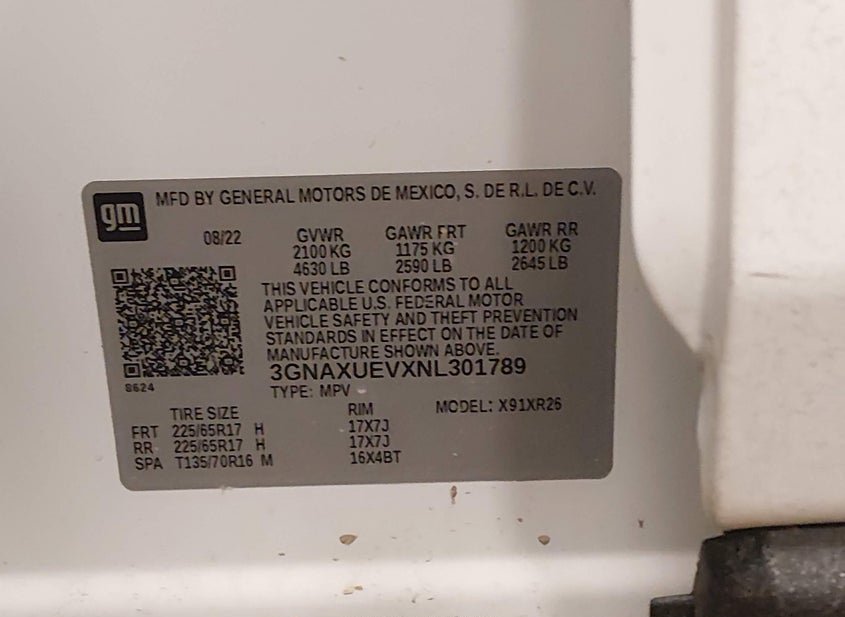 gm
MFD BY GENERAL MOTORS DE MEXICO, S. DE R.L. DE C.V.
08/22 GVWR GAWR FRT GAWR RR
2100 KG 1175 KG 1200 KG
4630 LB 2590 LB 2645 LB
THIS VEHICLE CONFORMS TO ALL
APPLICABLE U.S. FEDERAL MOTOR
VEHICLE SAFETY AND THEFT PREVENTION
STANDARDS IN EFFECT ON THE DATE OF
MANUFACTURE SHOWN ABOVE.
3GNAXUEVXNL301789
8624
TYPE: MPV
MODEL: X91XR26
TIRE SIZE RIM
FRT 225/65R17 H 17X7J
RR 225/65R17 H 17X7J
SPA T135/70R16 M 16X4BT